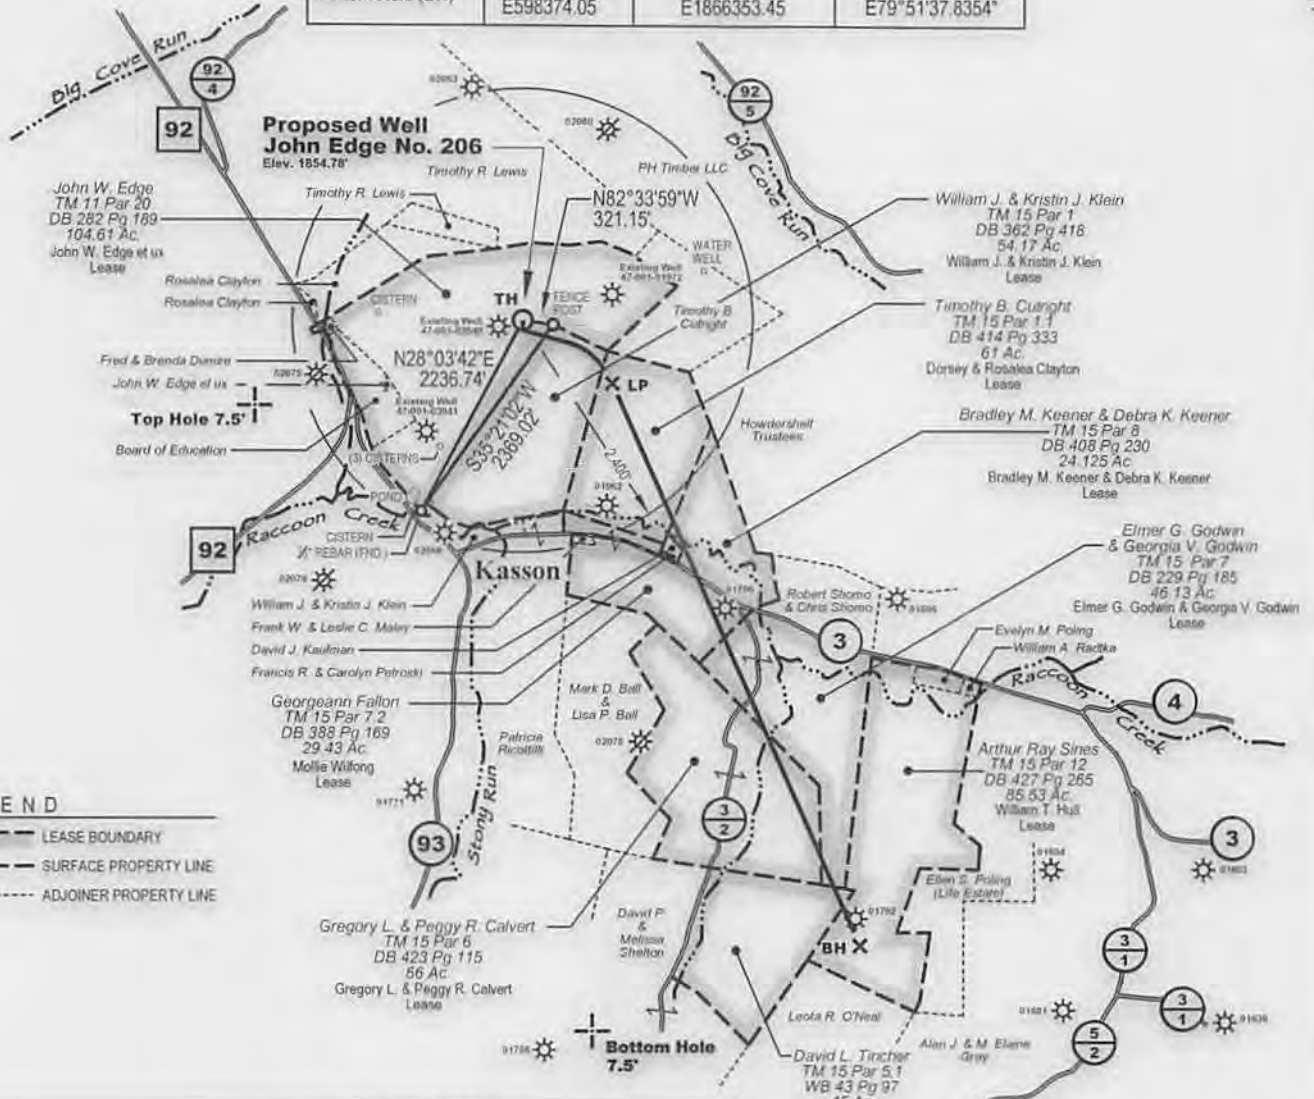 E598374.05
E1866353.45
E79°51'37.8354"
Big Cove Run
92
4
92
Proposed Well
John Edge No. 206
Elev. 1854.78'
Timothy R. Lewis
PH Timber LLC
92
5
Big Cove Run
John W. Edge
TM 11 Par 20
DB 282 Pg 189
104.61 Ac.
John W. Edge et ux
Lease
Timothy R. Lewis
N82°33'59"W
321.15'
William J. & Kristin J. Klein
TM 15 Par 1
DB 362 Pg 418
54.17 Ac
William J. & Kristin J. Klein
Lease
WATER
WELL
Rosalea Clayton
Rosalea Clayton
CISTERN
TH
FENCE
POST
Existing Well
Existing Well
Timothy B.
Cutright
Timothy B. Cutright
TM 15 Par 1.1
DB 414 Pg 333
61 Ac.
Dorsey & Rosalea Clayton
Lease
Fred & Brenda
John W. Edge et ux
N28°03'42"E
2236.74'
LP
Top Hole 7.5'
Existing Well
47-001-03041
S35°21'02"W
2369.02'
2,400'
Howdershelt
Trustees
Bradley M. Keener & Debra K. Keener
TM 15 Par 8
DB 408 Pg 230
24.125 Ac
Bradley M. Keener & Debra K. Keener
Lease
Board of Education
(3) CISTERNS
POND
01962
Raccoon Creek
92
CISTERN
REBAR (FND.)
Kasson
Elmer G. Godwin
& Georgia V. Godwin
TM 15 Par 7
DB 229 Pg 185
46.13 Ac.
Elmer G. Godwin & Georgia V. Godwin
Lease
William J. & Kristin J. Klein
Frank W. & Leslie C. Maley
David J. Kaufman
Francis R. & Carolyn Petroski
Robert Shomo
& Chris Shomo
3
Evelyn M. Poling
William A. Radtka
Raccoon Creek
4
Georgeann Fallon
TM 15 Par 7.2
DB 388 Pg 169
29.43 Ac
Mollie Wilfong
Lease
Mark D. Ball
&
Lisa P. Ball
Patricia
Arthur Ray Sines
TM 15 Par 12
DB 427 Pg 265
85.53 Ac.
William T. Hull
Lease
01771
93
Stony Run
3
2
3
END
LEASE BOUNDARY
SURFACE PROPERTY LINE
ADJOINER PROPERTY LINE
Ellen S. Poling
(Life Estate)
01792
BH
Gregory L. & Peggy R. Calvert
TM 15 Par 6
DB 423 Pg 115
66 Ac.
Gregory L. & Peggy R. Calvert
Lease
David P.
&
Melissa
Shelton
3
1
3
1
5
2
Leota R. O'Neal
Alan J. & M. Elaine
Gray
Bottom Hole
7.5'
David L. Tincher
TM 15 Par 5.1
WB 43 Pg 97